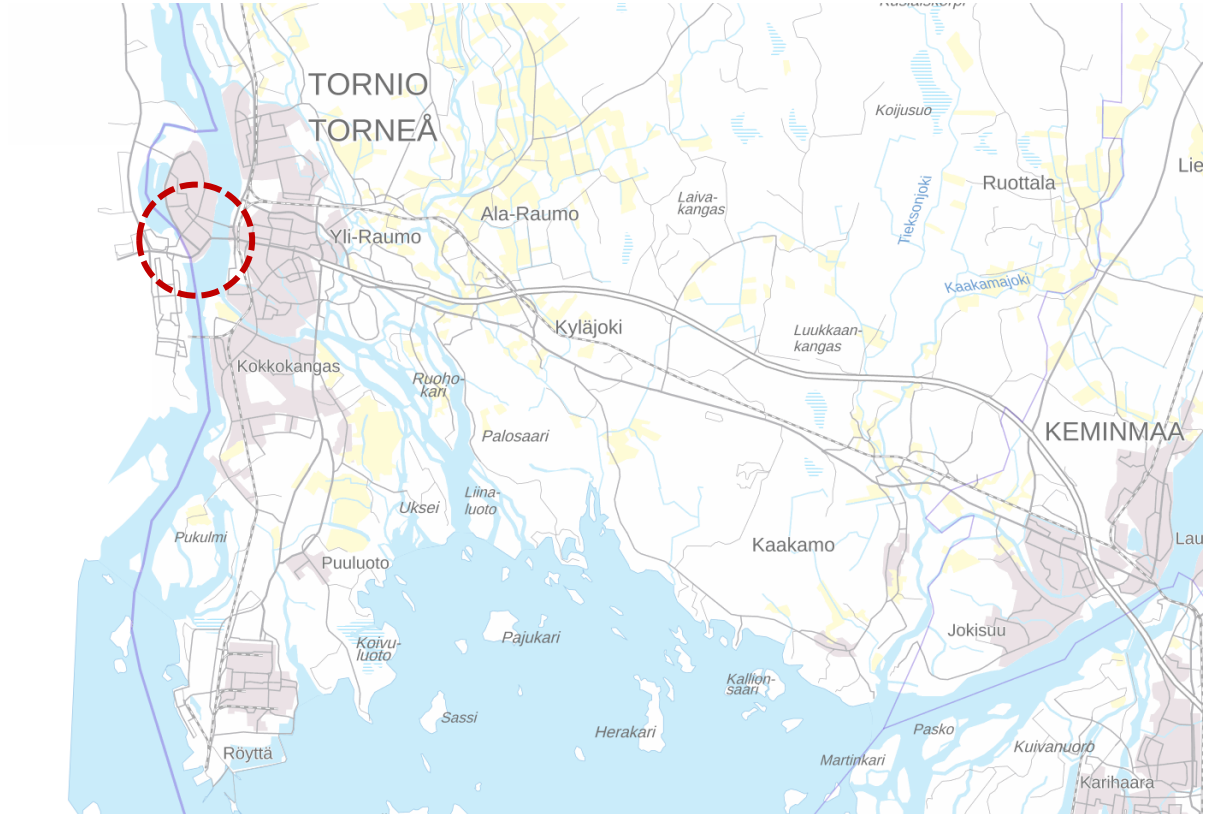 TORNIO
TORNEÅ
Koijusuo
Lie
Ruottala
Laiva-
kangas
Ala-Raumo
Tieksonjoki
Yli-Raumo
Kaakamajoki
Kyläjoki
Luukkaan-
kangas
Kokkokangas
Ruoho-
kari
Palosaari
KEMINMAA
Liina-
luoto
Uksei
Pukulmi
Kaakamo
Lau
Puuluoto
Jokisuu
Pajukari
Koivu-
luoto
Kallion-
saari
Sassi
Herakari
Pasko
Kuivanuoro
Röyttä
Martinkari
Karihaara